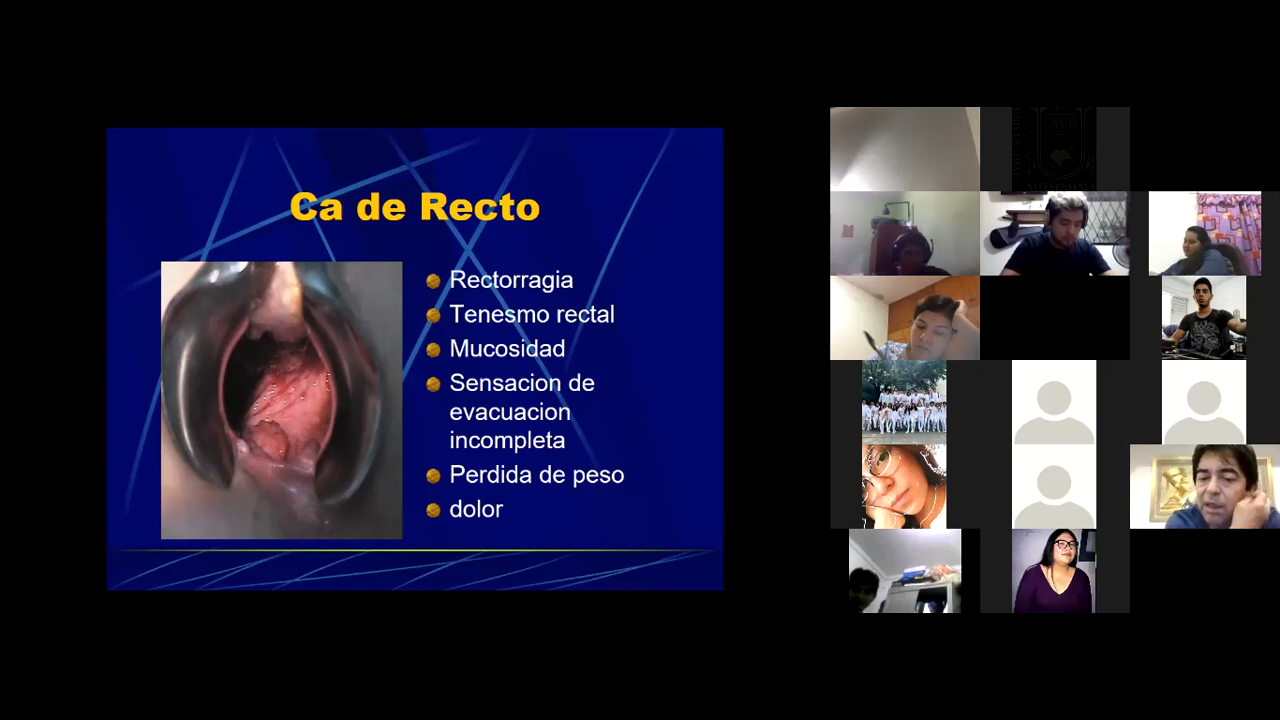 Ca de Recto
Rectorragia
Tenesmo rectal
Mucosidad
Sensacion de
evacuacion
incompleta
Perdida de peso
dolor